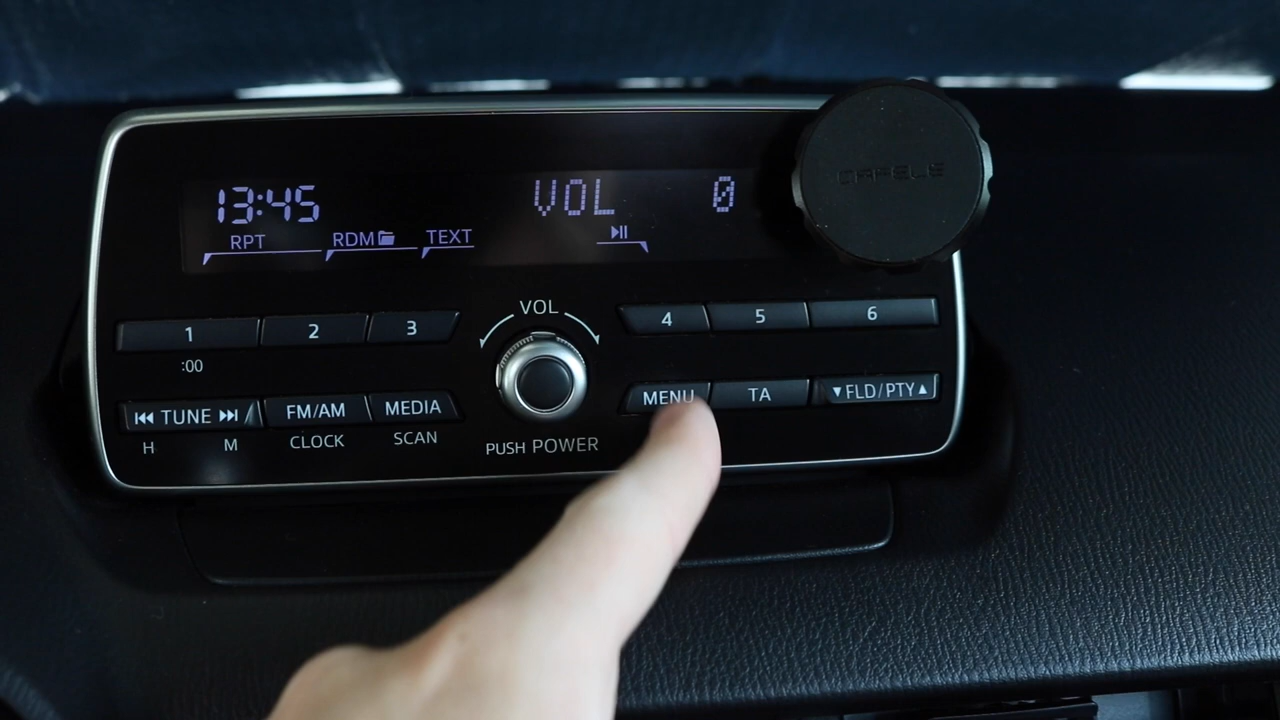 13:45 VOL 0
RPT RDM TEXT
VOL
1 2 3 4 5 6
:00
TUNE FM/AM MEDIA MENU TA FLD/PTY
H M CLOCK SCAN PUSH POWER